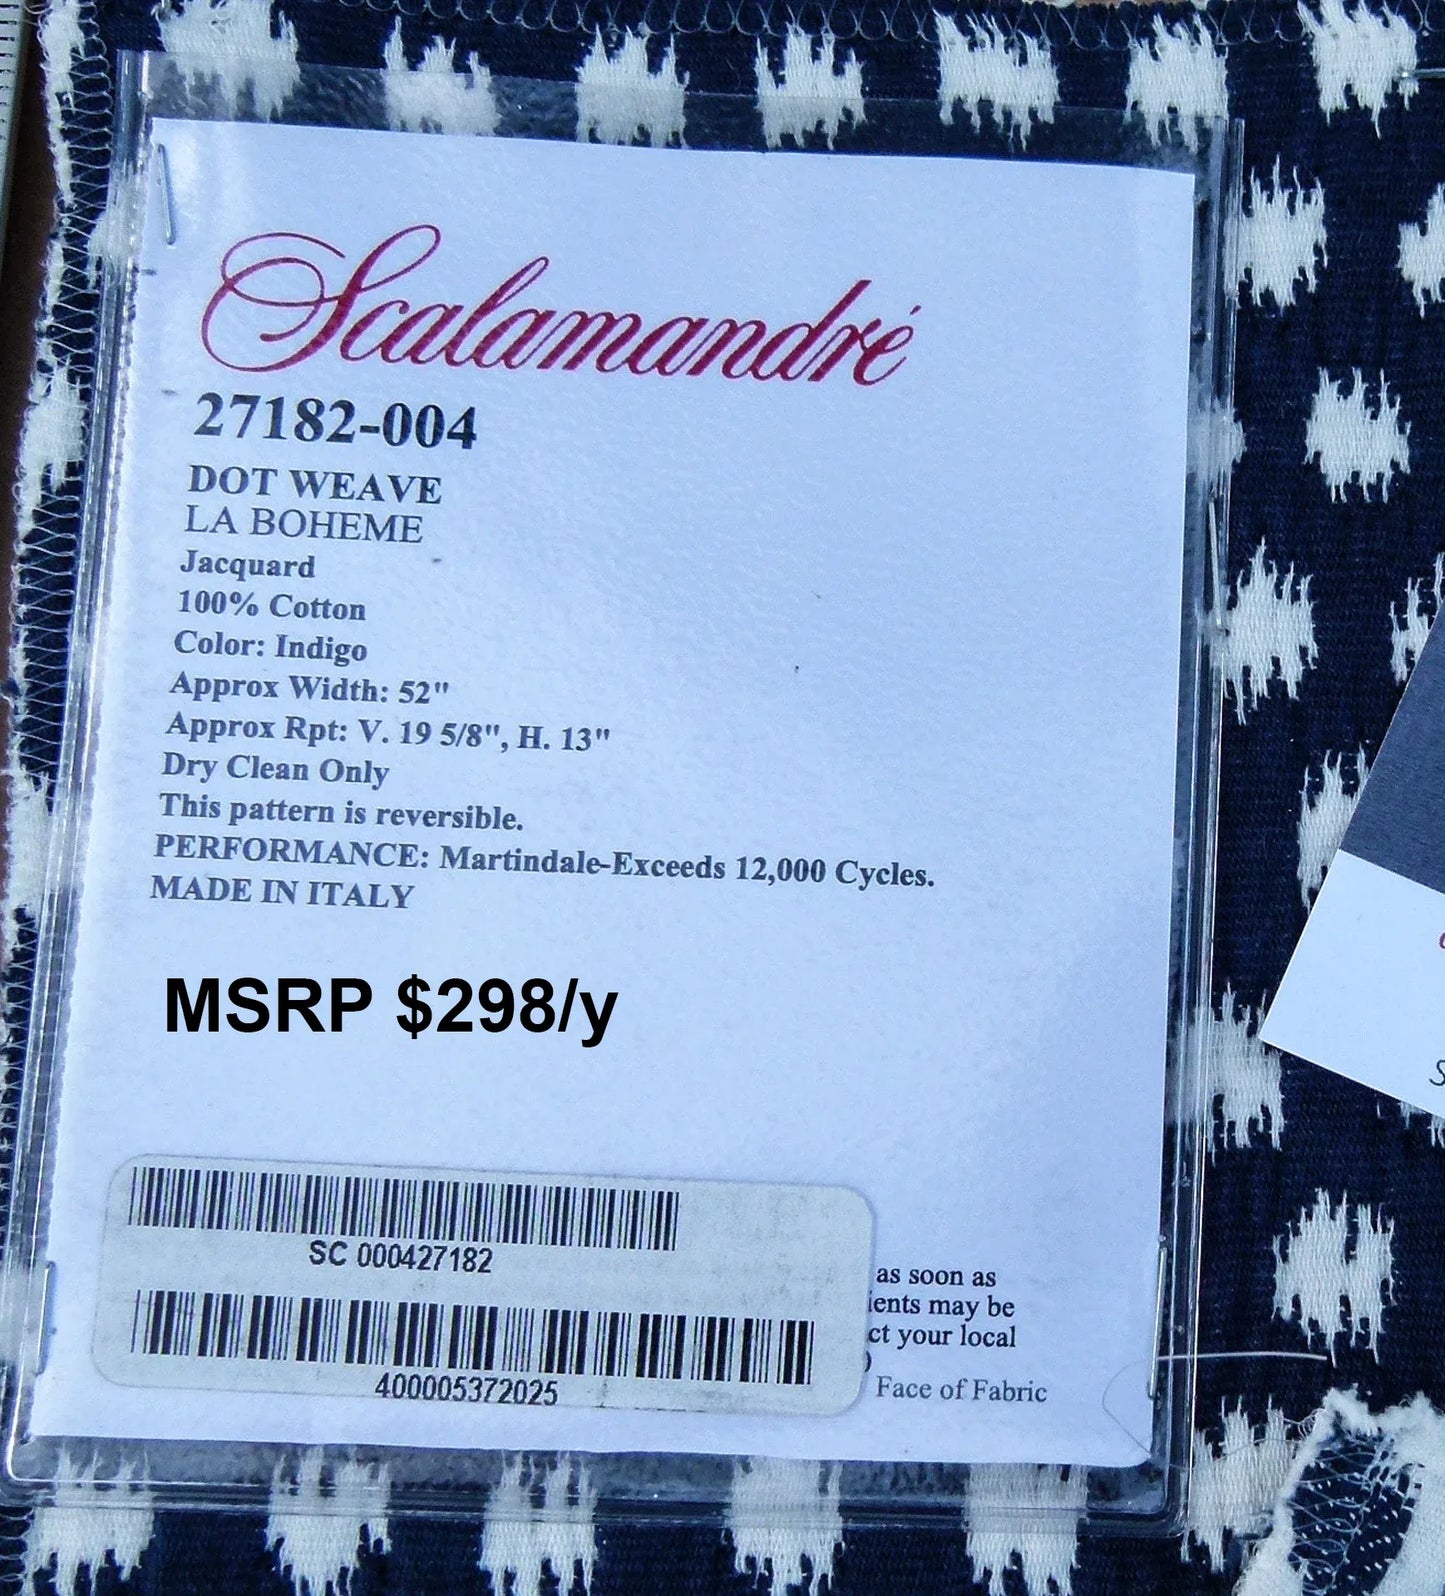 Scalamandré
27182-004
DOT WEAVE
LA BOHEME
Jacquard
100% Cotton
Color: Indigo
Approx Width: 52"
Approx Rpt: V. 19 5/8", H. 13"
Dry Clean Only
This pattern is reversible.
PERFORMANCE: Martindale-Exceeds 12,000 Cycles.
MADE IN ITALY
MSRP $298/y
SC 000427182
400005372025
as soon as
may be
your local
Face of Fabric